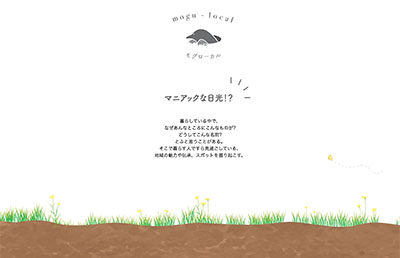 mogu - local
モグローカル
マニアックな日光!?
暮らしている中で、
なぜあんなところにこんなものが?
どうしてこんな名前?
とふと思うことがある。
そこで暮らす人ですら見過ごしている、
地域の魅力や伝承、スポットを掘り起こす。